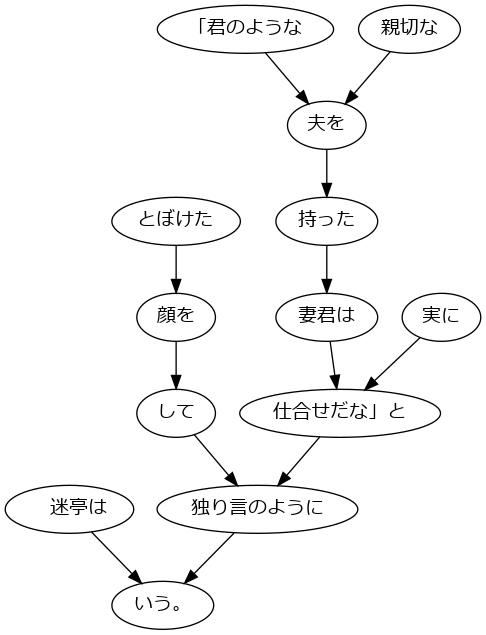 「君のような
親切な
夫を
とぼけた
持った
顔を
妻君は
実に
して
仕合せだな」と
迷亭は
独り言のように
いう。